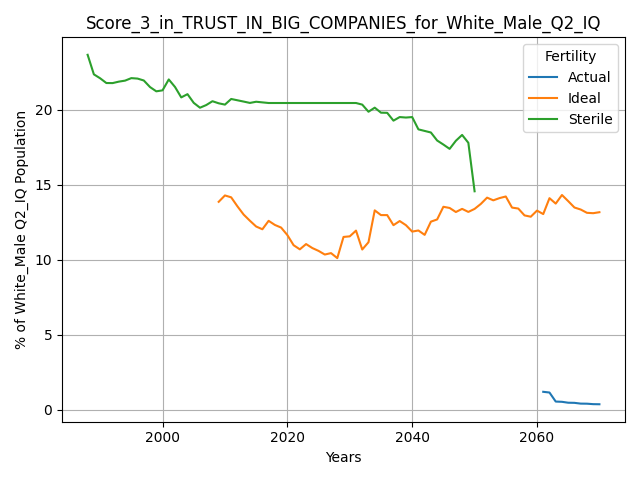 Score_3_in_TRUST_IN_BIG_COMPANIES_for_White_Male_Q2_IQ
Fertility
Actual
Ideal
Sterile
% of White_Male Q2_IQ Population
20
15
10
5
0
2000 2020 2040 2060
Years